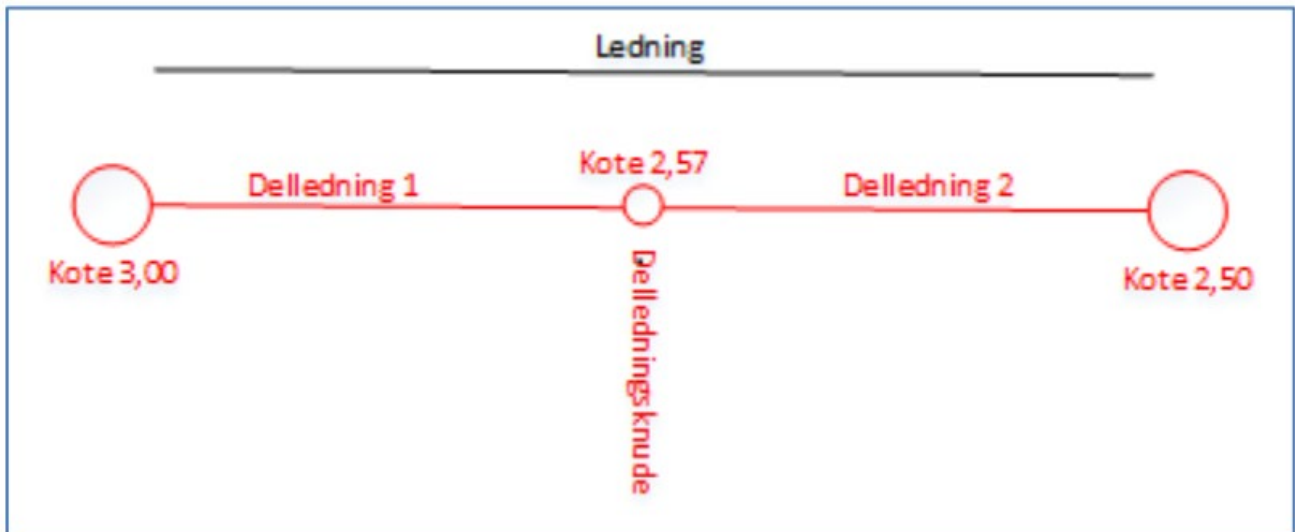 Ledning
Kote 2,57
Delledning 1
Delledning 2
Kote 3,00
Delledningsknude
Kote 2,50